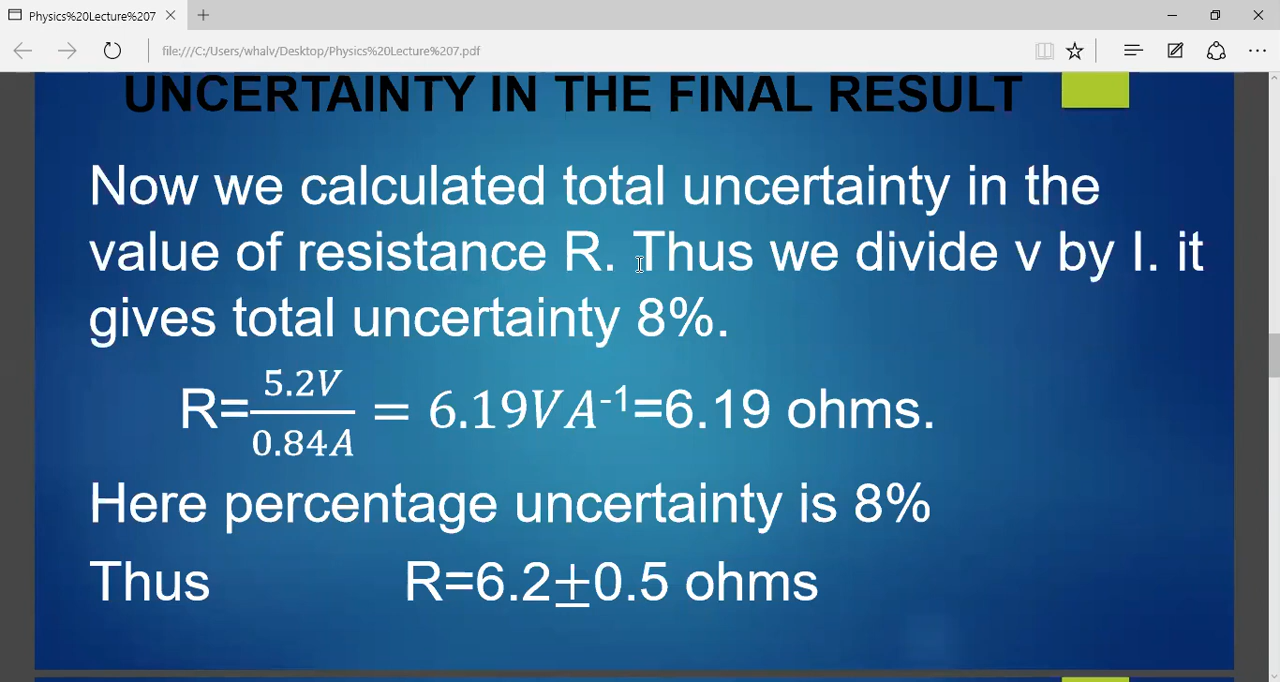 Physics%20Lecture%207
file:///C:/Users/whalv/Desktop/Physics%20Lecture%207.pdf
UNCERTAINTY IN THE FINAL RESULT
Now we calculated total uncertainty in the
value of resistance R. Thus we divide v by I. it
gives total uncertainty 8%.
R=5.2V/0.84A = 6.19VA⁻¹=6.19 ohms.
Here percentage uncertainty is 8%
Thus R=6.2±0.5 ohms